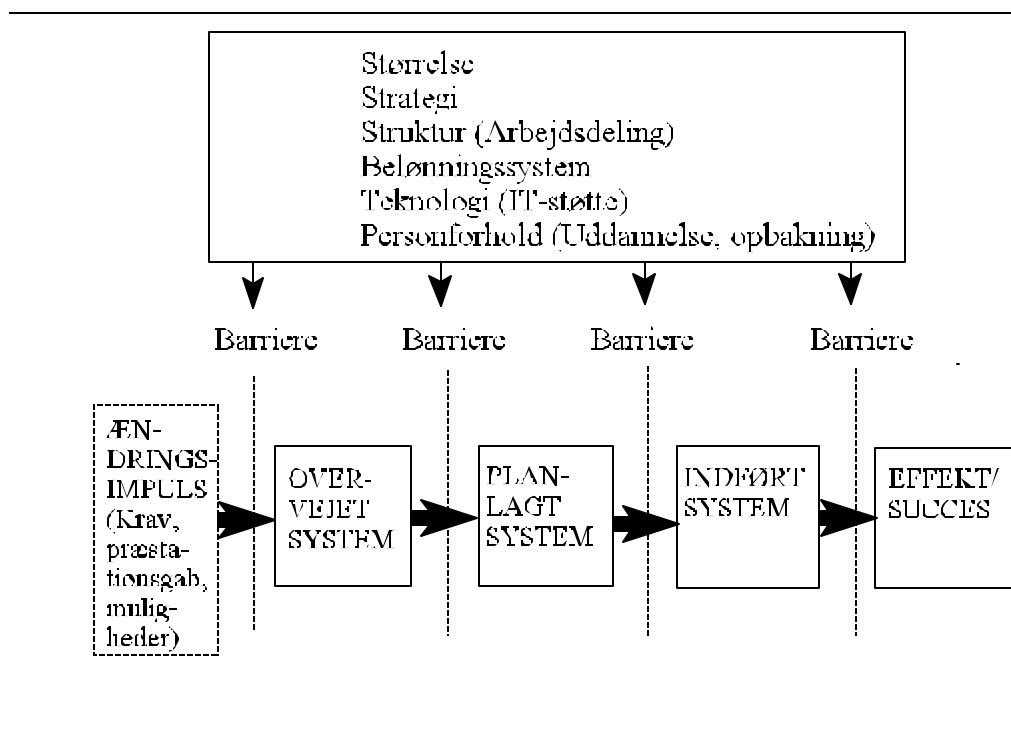 Størrelse
Strategi
Struktur (Arbejdsdeling)
Belønningssystem
Teknologi (IT-støtte)
Personforhold (Uddannelse, opbakning)
Barriere
Barriere
Barriere
Barriere
ÆN-
DRINGS-
IMPULS
(Krav,
præsta-
tionsgab,
mulig-
heder)
OVER-
VEJET
SYSTEM
PLAN-
LAGT
SYSTEM
INDFØRT
SYSTEM
EFFEKT/
SUCCES